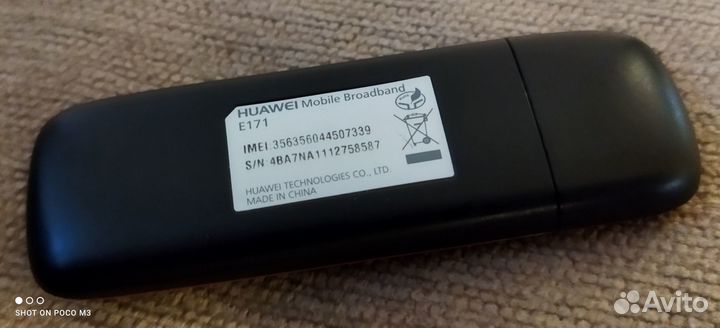 HUAWEI Mobile Broadband
E171
IMEI 356356044507339
S/N 4BA7NA1112758587
HUAWEI TECHNOLOGIES CO., LTD.
MADE IN CHINA
SHOT ON POCO M3
Avito